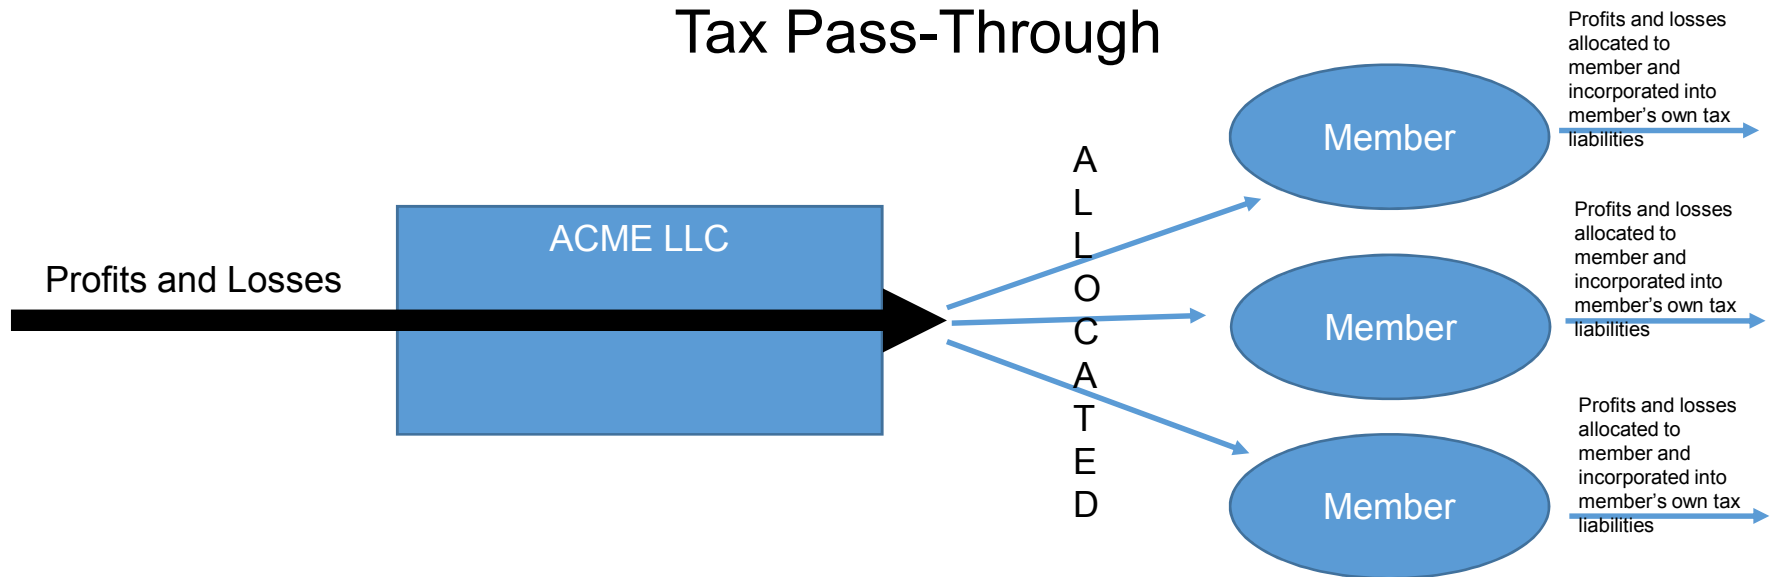 Tax Pass-Through
Profits and Losses
ACME LLC
A
L
L
O
C
A
T
E
D
Member
Profits and losses
allocated to
member and
incorporated into
member’s own tax
liabilities
Member
Profits and losses
allocated to
member and
incorporated into
member’s own tax
liabilities
Member
Profits and losses
allocated to
member and
incorporated into
member’s own tax
liabilities